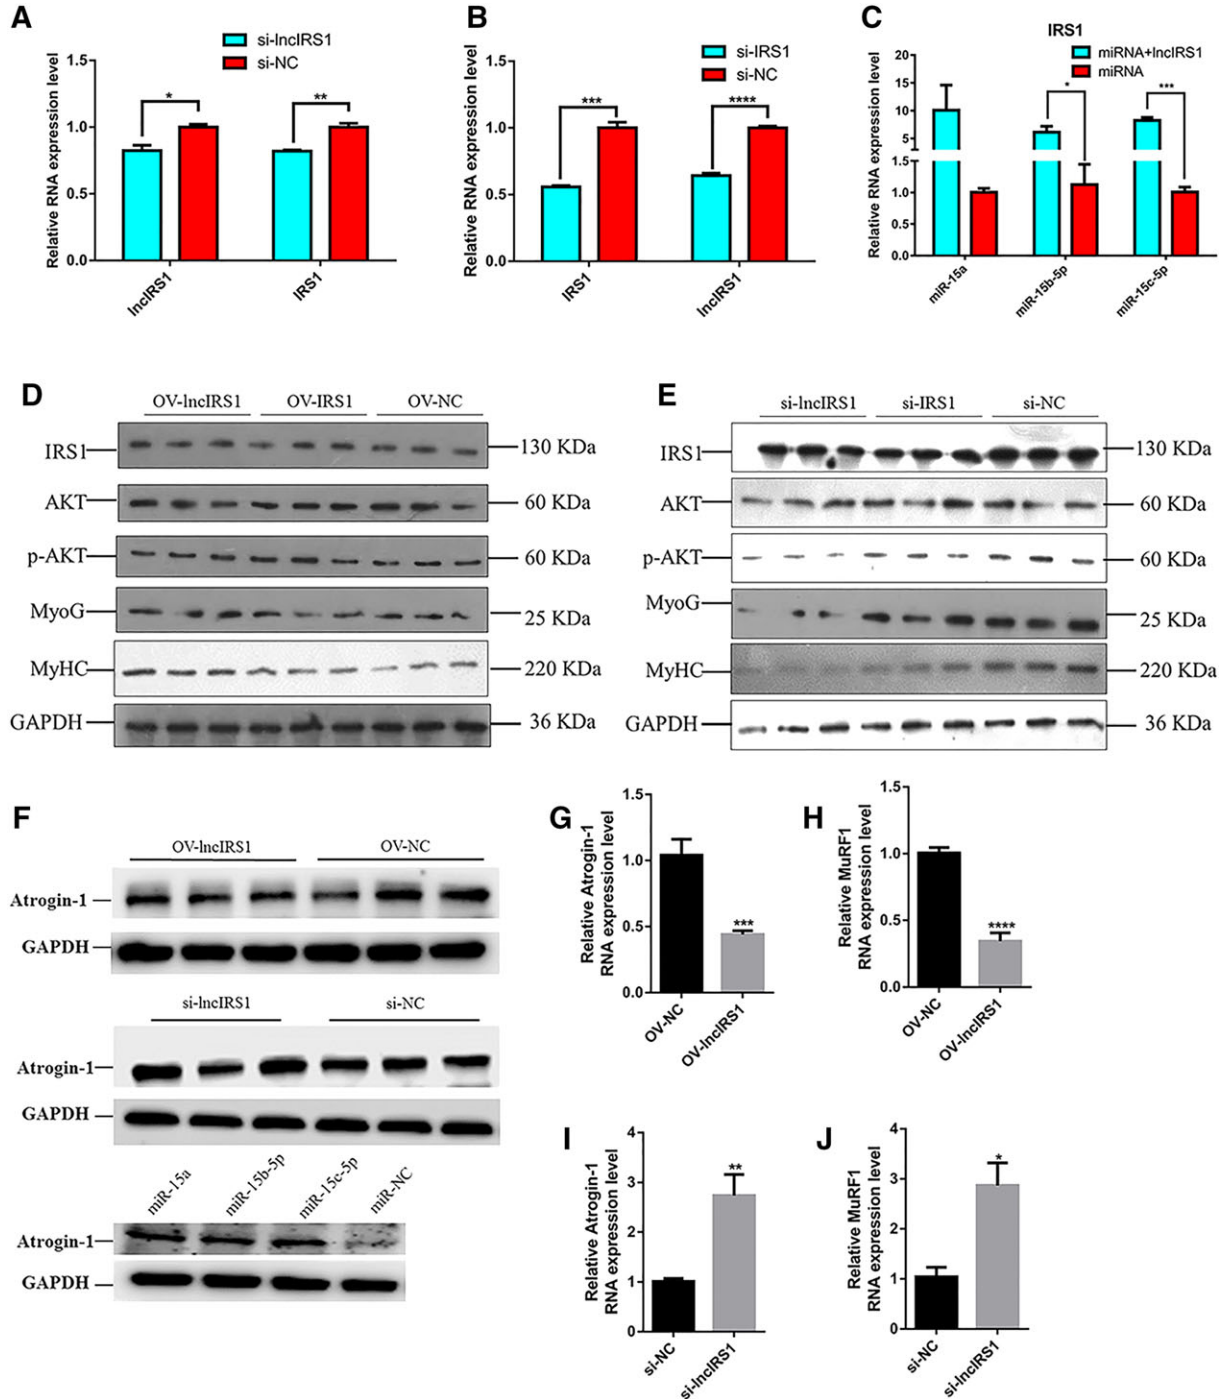 A
si-lncIRS1
si-NC
Relative RNA expression level
1.5
1.0
0.5
0.0
*
**
lncIRS1
IRS1
B
si-IRS1
si-NC
Relative RNA expression level
1.5
1.0
0.5
0.0
***
****
IRS1
lncIRS1
C
IRS1
miRNA+lncIRS1
miRNA
Relative RNA expression level
20
15
10
5
1.5
1.0
0.5
0.0
*
***
miR-15a
miR-15b-5p
miR-15c-5p
D
OV-lncIRS1
OV-IRS1
OV-NC
IRS1
130 KDa
AKT
60 KDa
p-AKT
60 KDa
MyoG
25 KDa
MyHC
220 KDa
GAPDH
36 KDa
E
si-lncIRS1
si-IRS1
si-NC
IRS1
130 KDa
AKT
60 KDa
p-AKT
60 KDa
MyoG
25 KDa
MyHC
220 KDa
GAPDH
36 KDa
F
OV-lncIRS1
OV-NC
Atrogin-1
GAPDH
si-lncIRS1
si-NC
Atrogin-1
GAPDH
miR-15a
miR-15b-5p
miR-15c-5p
miR-NC
Atrogin-1
GAPDH
G
Relative Atrogin-1
RNA expression level
1.5
1.0
0.5
0.0
***
OV-NC
OV-lncIRS1
H
Relative MuRF1
RNA expression level
1.5
1.0
0.5
0.0
****
OV-NC
OV-lncIRS1
I
Relative Atrogin-1
RNA expression level
4
3
2
1
0
**
si-NC
si-lncIRS1
J
Relative MuRF1
RNA expression level
4
3
2
1
0
*
si-NC
si-lncIRS1